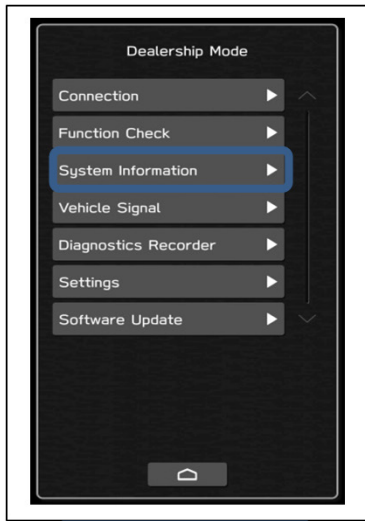 Dealership Mode
Connection
Function Check
System Information
Vehicle Signal
Diagnostics Recorder
Settings
Software Update